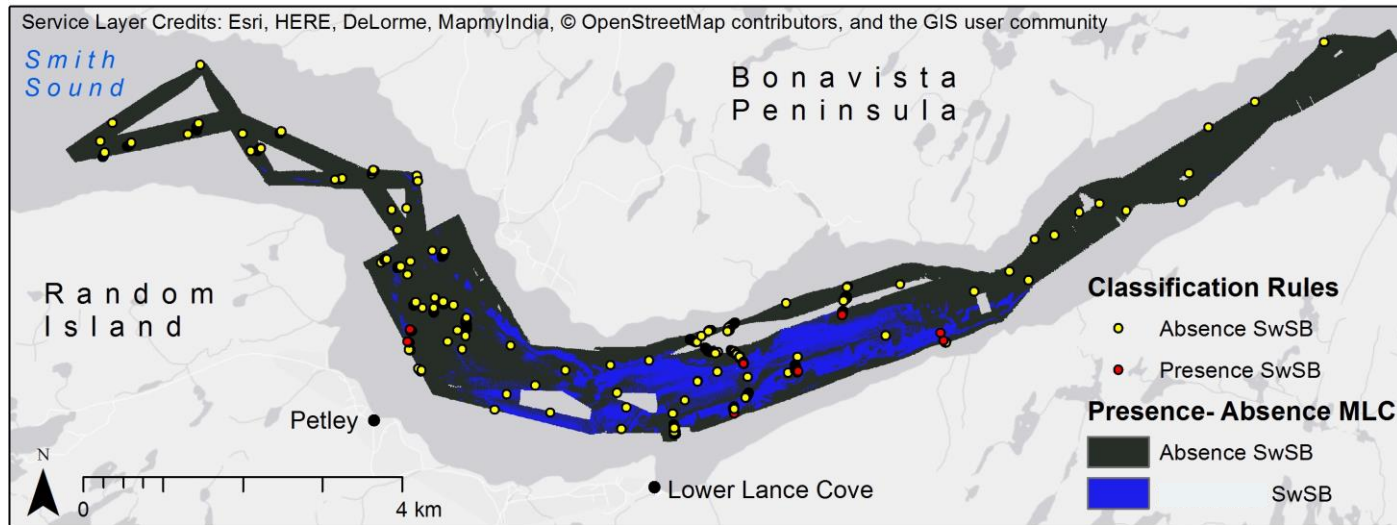 Service Layer Credits: Esri, HERE, DeLorme, MapmyIndia, © OpenStreetMap contributors, and the GIS user community
Smith
Sound
Bonavista
Peninsula
Random
Island
Petley
Lower Lance Cove
N
0 4 km
Classification Rules
Absence SwSB
Presence SwSB
Presence- Absence MLC
Absence SwSB
SwSB